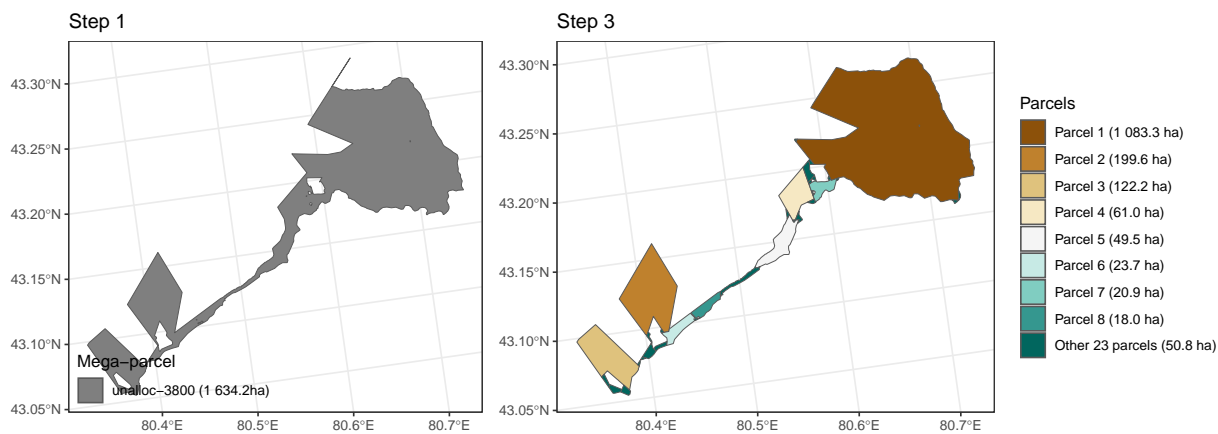 Step 1
43.30°N
43.25°N
43.20°N
43.15°N
43.10°N
43.05°N
80.4°E
80.5°E
80.6°E
80.7°E
Mega−parcel
unalloc−3800 (1 634.2ha)
Step 3
43.30°N
43.25°N
43.20°N
43.15°N
43.10°N
43.05°N
80.4°E
80.5°E
80.6°E
80.7°E
Parcels
Parcel 1 (1 083.3 ha)
Parcel 2 (199.6 ha)
Parcel 3 (122.2 ha)
Parcel 4 (61.0 ha)
Parcel 5 (49.5 ha)
Parcel 6 (23.7 ha)
Parcel 7 (20.9 ha)
Parcel 8 (18.0 ha)
Other 23 parcels (50.8 ha)